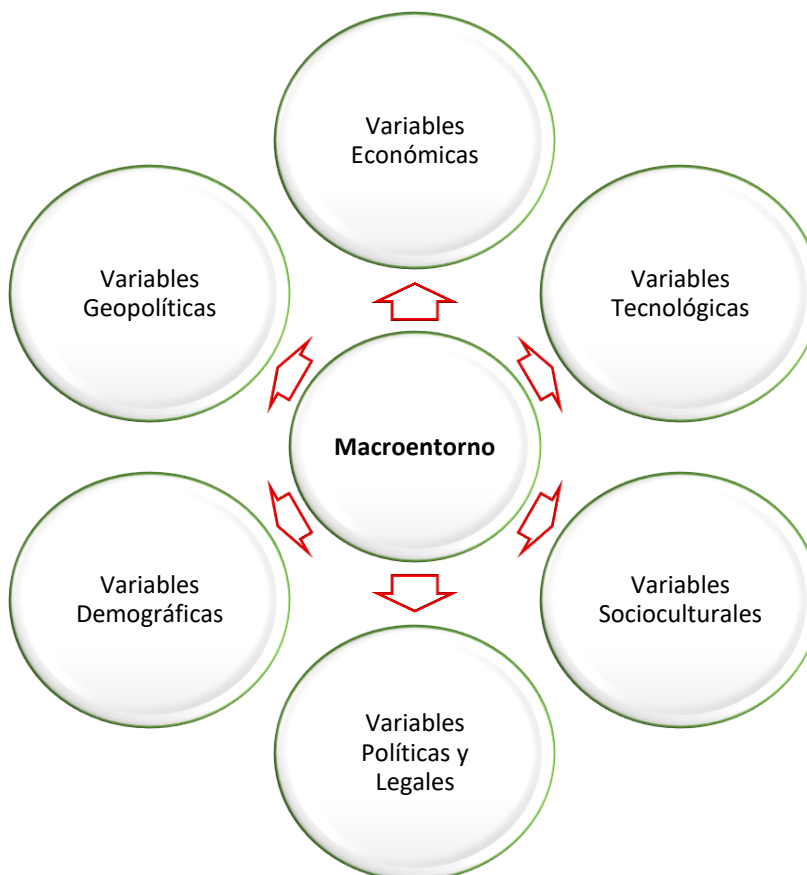 Variables
Económicas
Variables
Geopolíticas
Variables
Tecnológicas
Macroentorno
Variables
Demográficas
Variables
Socioculturales
Variables
Políticas y
Legales